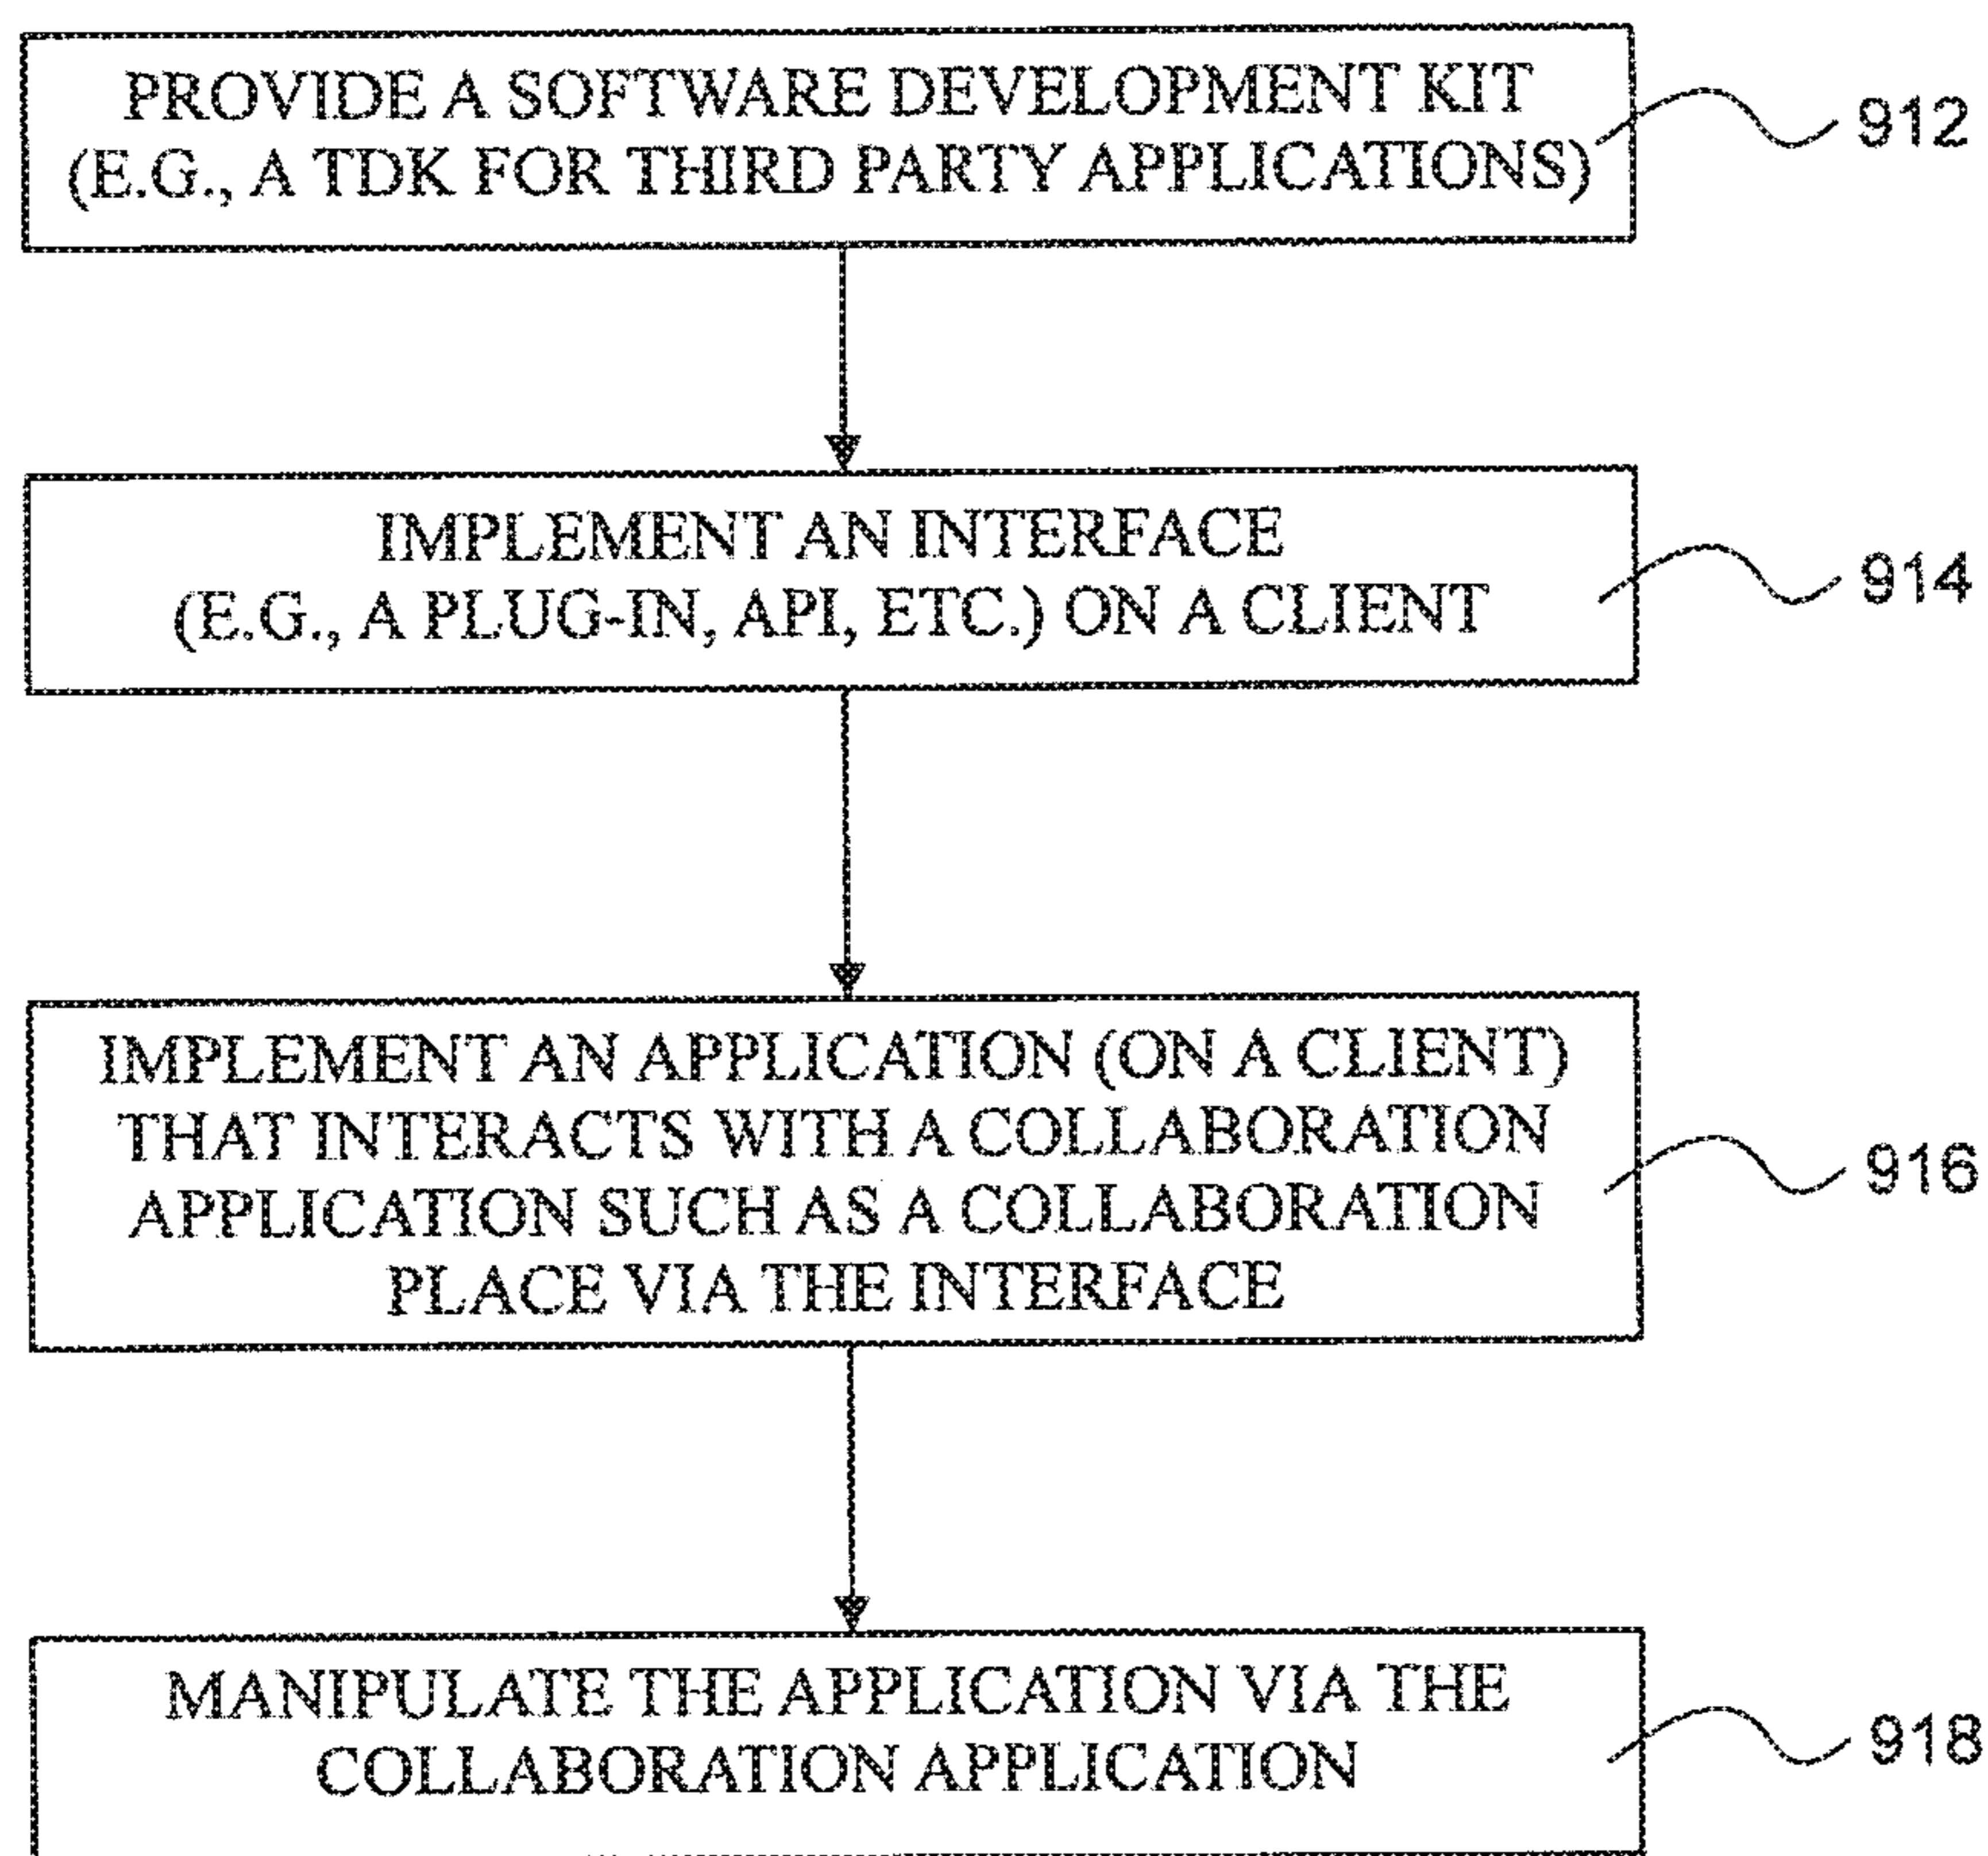 PROVIDE A SOFTWARE DEVELOPMENT KIT
(E.G., A TDK FOR THIRD PARTY APPLICATIONS)
912
IMPLEMENT AN INTERFACE
(E.G., A PLUG-IN, API, ETC.) ON A CLIENT
914
IMPLEMENT AN APPLICATION (ON A CLIENT)
THAT INTERACTS WITH A COLLABORATION
APPLICATION SUCH AS A COLLABORATION
PLACE VIA THE INTERFACE
916
MANIPULATE THE APPLICATION VIA THE
COLLABORATION APPLICATION
918